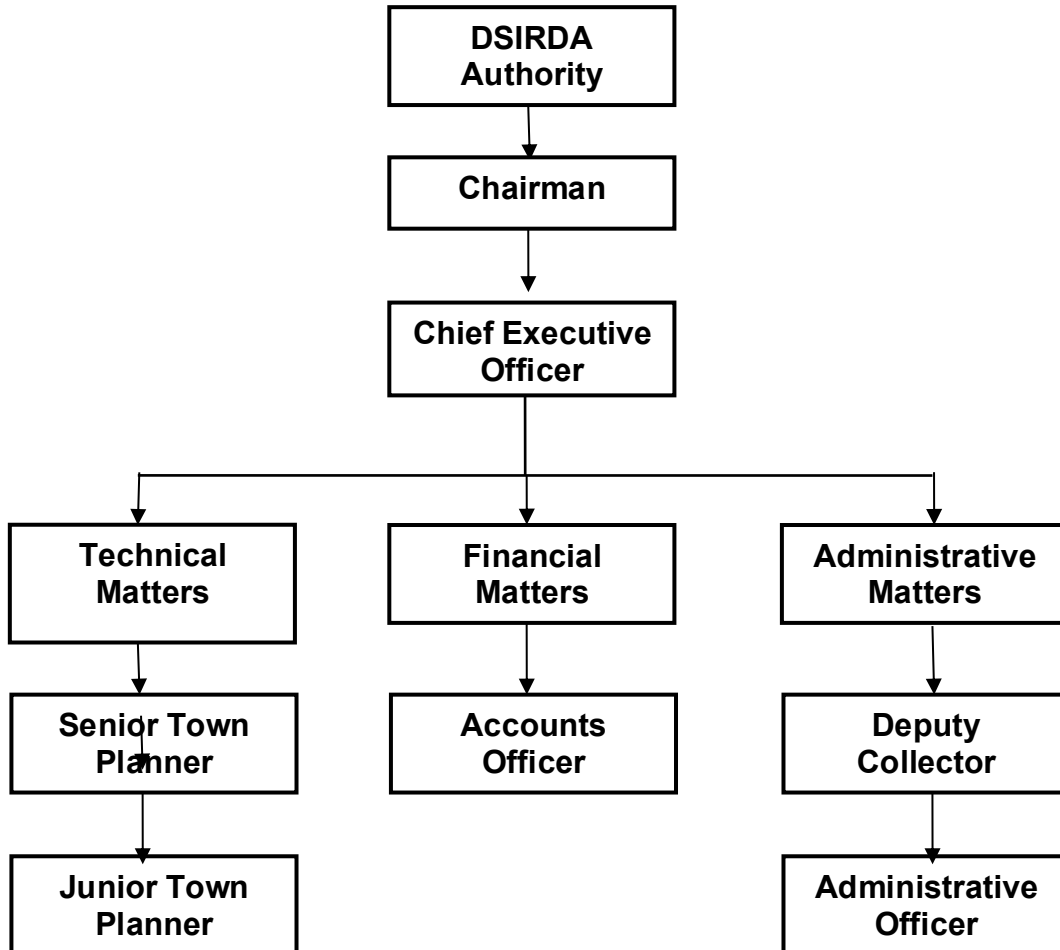 DSIRDA
Authority
Chairman
Chief Executive
Officer
Technical
Matters
Financial
Matters
Administrative
Matters
Senior Town
Planner
Accounts
Officer
Deputy
Collector
Junior Town
Planner
Administrative
Officer